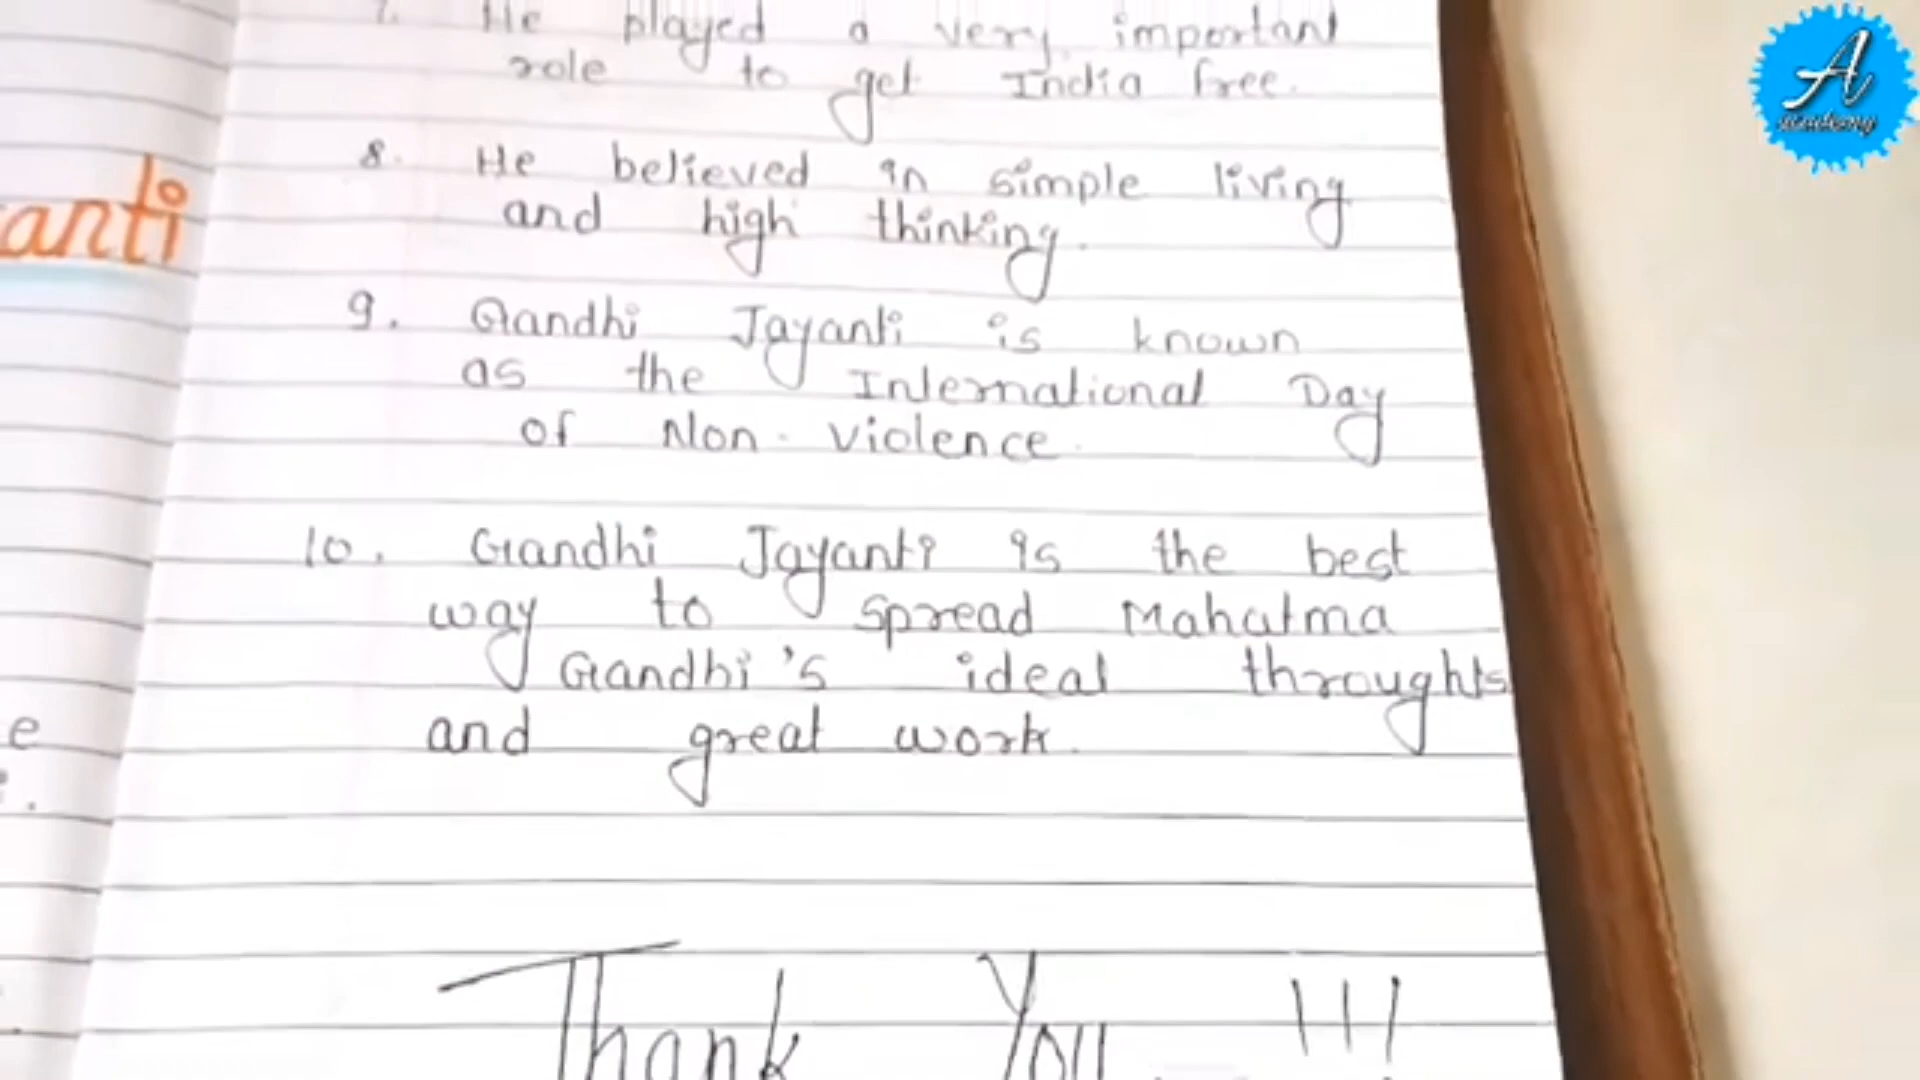 7. He played a very important
role to get India free.
8. He believed in simple living
and high thinking.
9. Gandhi Jayanti is known
as the International Day
of Non-violence.
10. Gandhi Jayanti is the best
way to spread Mahatma
Gandhi's ideal throughts
and great work.
Thank You !!!
anti
e
A
academy